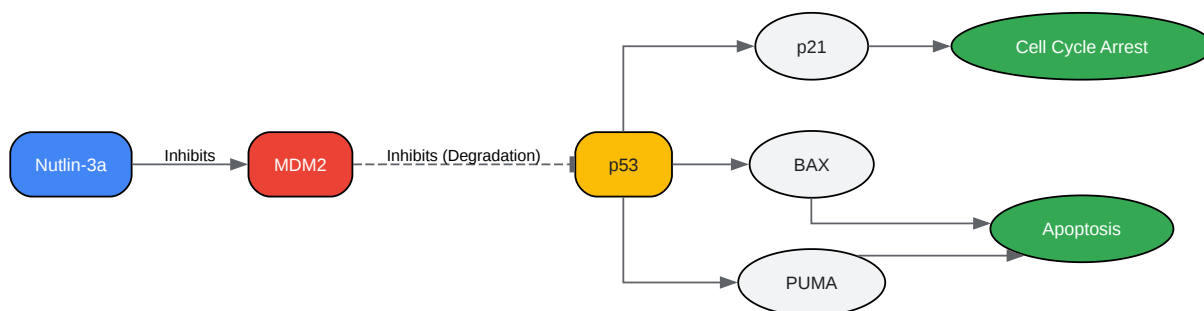 p21
Cell Cycle Arrest
Nutlin-3a
Inhibits
MDM2
Inhibits (Degradation)
p53
BAX
Apoptosis
PUMA